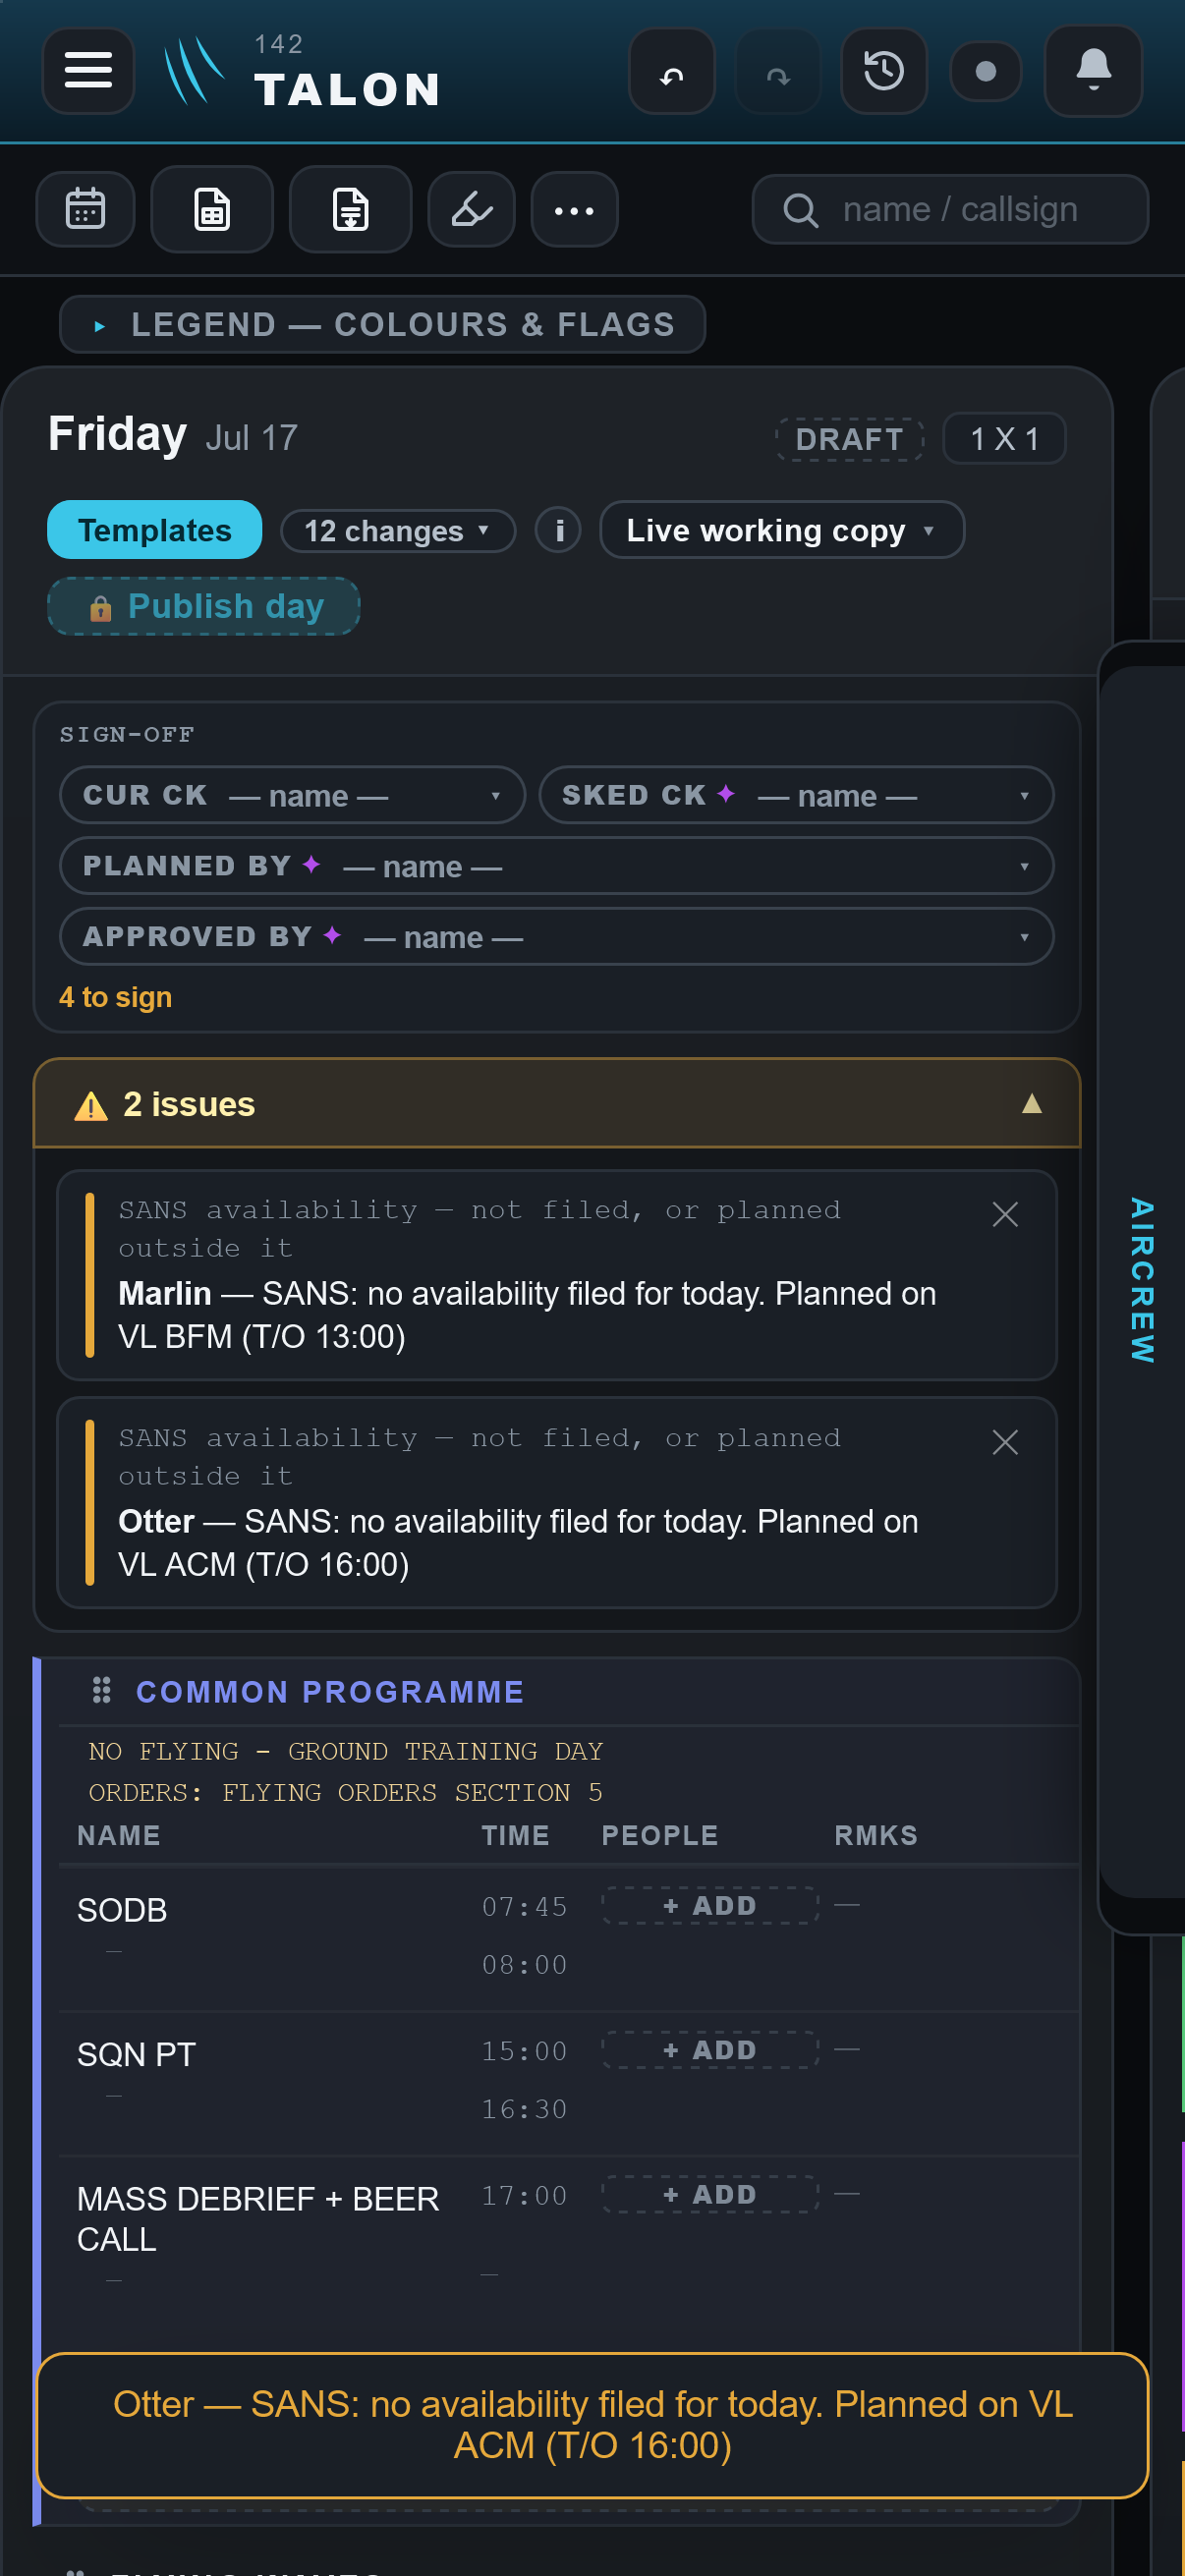 142
TALON
name / callsign
▸ LEGEND — COLOURS & FLAGS
Friday Jul 17 DRAFT 1 X 1
Templates 12 changes ▾ i Live working copy ▾
🔒 Publish day
SIGN-OFF
CUR CK — name — ▾ SKED CK ✦ — name — ▾
PLANNED BY ✦ — name — ▾
APPROVED BY ✦ — name — ▾
4 to sign
⚠️ 2 issues ▲
SANS availability — not filed, or planned
outside it
Marlin — SANS: no availability filed for today. Planned on
VL BFM (T/O 13:00)
SANS availability — not filed, or planned
outside it
Otter — SANS: no availability filed for today. Planned on
VL ACM (T/O 16:00)
AIRCREW
COMMON PROGRAMME
NO FLYING - GROUND TRAINING DAY
ORDERS: FLYING ORDERS SECTION 5
NAME TIME PEOPLE RMKS
SODB 07:45 + ADD —
—
08:00
SQN PT 15:00 + ADD —
—
16:30
MASS DEBRIEF + BEER 17:00 + ADD —
CALL
— —
Otter — SANS: no availability filed for today. Planned on VL
ACM (T/O 16:00)